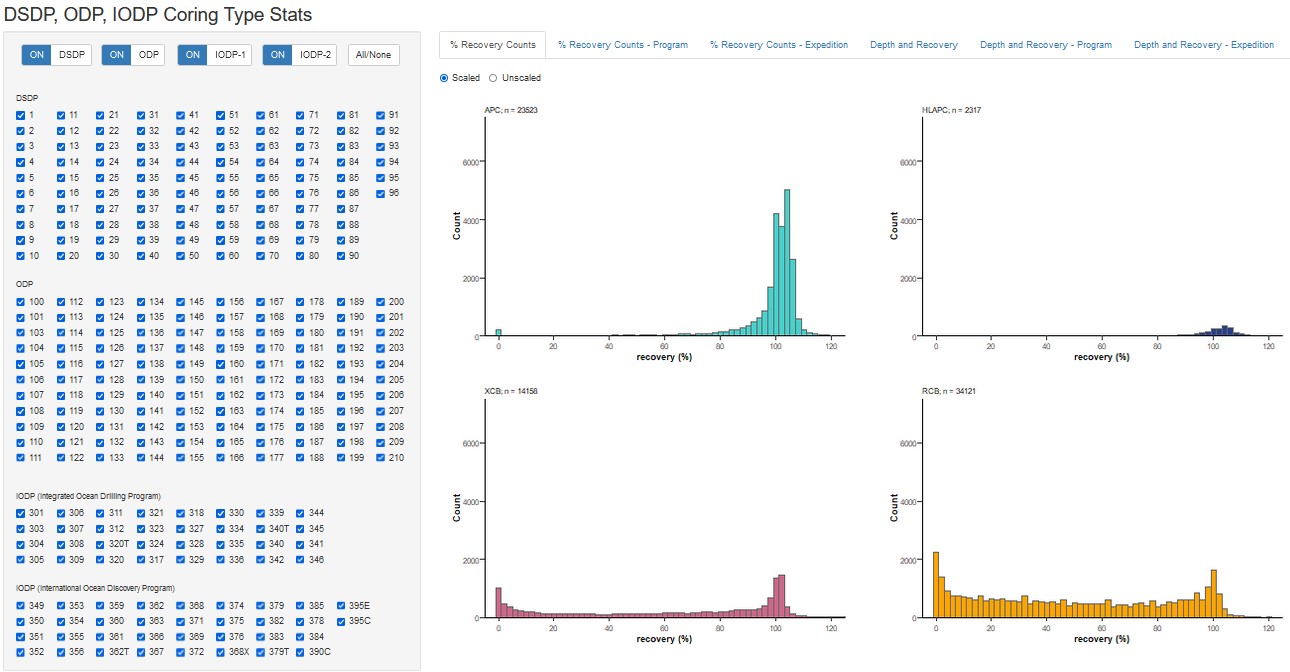 DSDP, ODP, IODP Coring Type Stats
ON DSDP ON ODP ON IODP-1 ON IODP-2 All/None
DSDP
1 11 21 31 41 51 61 71 81 91
2 12 22 32 42 52 62 72 82 92
3 13 23 33 43 53 63 73 83 93
4 14 24 34 44 54 64 74 84 94
5 15 25 35 45 55 65 75 85 95
6 16 26 36 46 56 66 76 86 96
7 17 27 37 47 57 67 77 87
8 18 28 38 48 58 68 78 88
9 19 29 39 49 59 69 79 89
10 20 30 40 50 60 70 80 90
ODP
100 112 123 134 145 156 167 178 189 200
101 113 124 135 146 157 168 179 190 201
103 114 125 136 147 158 169 180 191 202
104 115 126 137 148 159 170 181 192 203
105 116 127 138 149 160 171 182 193 204
106 117 128 139 150 161 172 183 194 205
107 118 129 140 151 162 173 184 195 206
108 119 130 141 152 163 174 185 196 207
109 120 131 142 153 164 175 186 197 208
110 121 132 143 154 165 176 187 198 209
111 122 133 144 155 166 177 188 199 210
IODP (Integrated Ocean Drilling Program)
301 306 311 321 318 330 339 344
303 307 312 323 327 334 340T 345
304 308 320T 324 328 335 340 341
305 309 320 317 329 336 342 346
IODP (International Ocean Discovery Program)
349 353 359 362 368 374 379 385 395E
350 354 360 363 371 375 382 378 395C
351 355 361 366 369 376 383 384
352 356 362T 367 372 368X 379T 390C
% Recovery Counts % Recovery Counts - Program % Recovery Counts - Expedition Depth and Recovery Depth and Recovery - Program Depth and Recovery - Expedition
Scaled Unscaled
APC; n = 23523
Count
6000
4000
2000
0
0 20 40 60 80 100 120
recovery (%)
HLAPC; n = 2317
Count
6000
4000
2000
0
0 20 40 60 80 100 120
recovery (%)
XCB; n = 14158
Count
6000
4000
2000
0
0 20 40 60 80 100 120
recovery (%)
RCB; n = 34121
Count
6000
4000
2000
0
0 20 40 60 80 100 120
recovery (%)